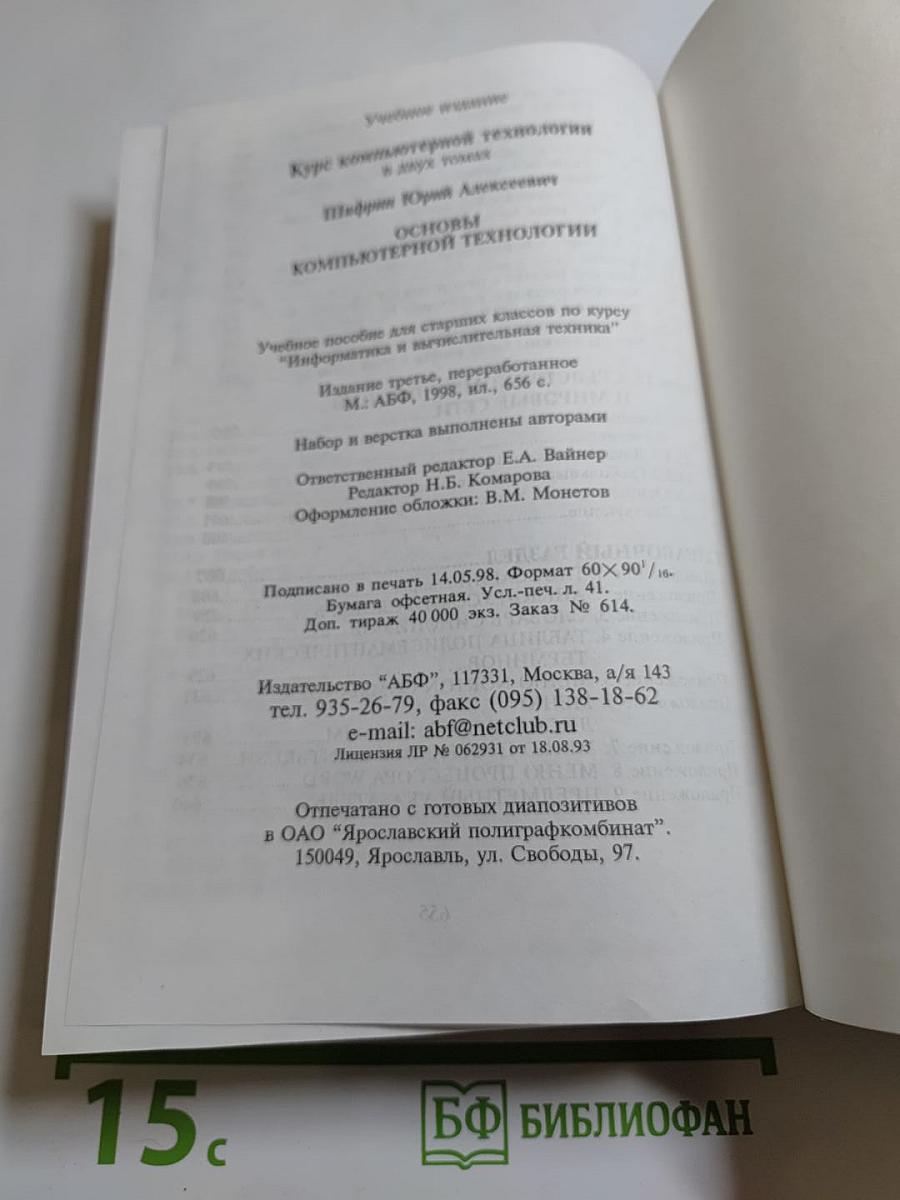 Учебное издание
Курс компьютерной технологии
в двух томах
Шафрин Юрий Алексеевич
ОСНОВЫ
КОМПЬЮТЕРНОЙ ТЕХНОЛОГИИ
Учебное пособие для старших классов по курсу
“Информатика и вычислительная техника”
Издание третье, переработанное
М.: АБФ, 1998, ил., 656 с.
Набор и верстка выполнены авторами
Ответственный редактор Е.А. Вайнер
Редактор Н.Б. Комарова
Оформление обложки: В.М. Монетов
Подписано в печать 14.05.98. Формат 60×90¹/₁₆.
Бумага офсетная. Усл.-печ. л. 41.
Доп. тираж 40 000 экз. Заказ № 614.
Издательство “АБФ”, 117331, Москва, а/я 143
тел. 935-26-79, факс (095) 138-18-62
e-mail: abf@netclub.ru
Лицензия ЛР № 062931 от 18.08.93
Отпечатано с готовых диапозитивов
в ОАО “Ярославский полиграфкомбинат”.
150049, Ярославль, ул. Свободы, 97.
15 с
БФ БИБЛИОФАН